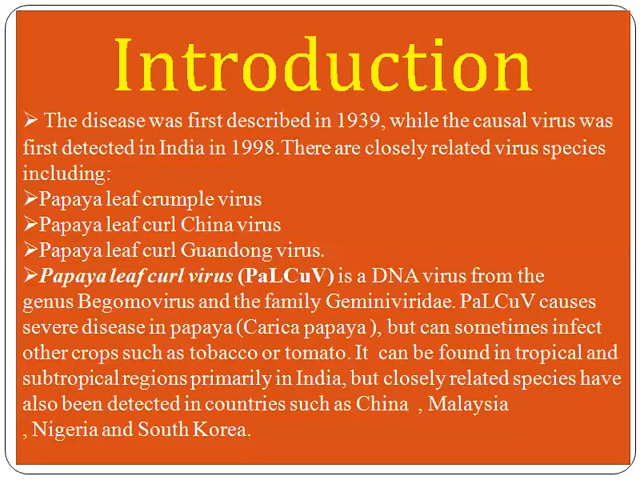 Introduction
➢ The disease was first described in 1939, while the causal virus was
first detected in India in 1998.There are closely related virus species
including:
➢Papaya leaf crumple virus
➢Papaya leaf curl China virus
➢Papaya leaf curl Guandong virus.
➢Papaya leaf curl virus (PaLCuV) is a DNA virus from the
genus Begomovirus and the family Geminiviridae. PaLCuV causes
severe disease in papaya (Carica papaya ), but can sometimes infect
other crops such as tobacco or tomato. It can be found in tropical and
subtropical regions primarily in India, but closely related species have
also been detected in countries such as China , Malaysia
, Nigeria and South Korea.